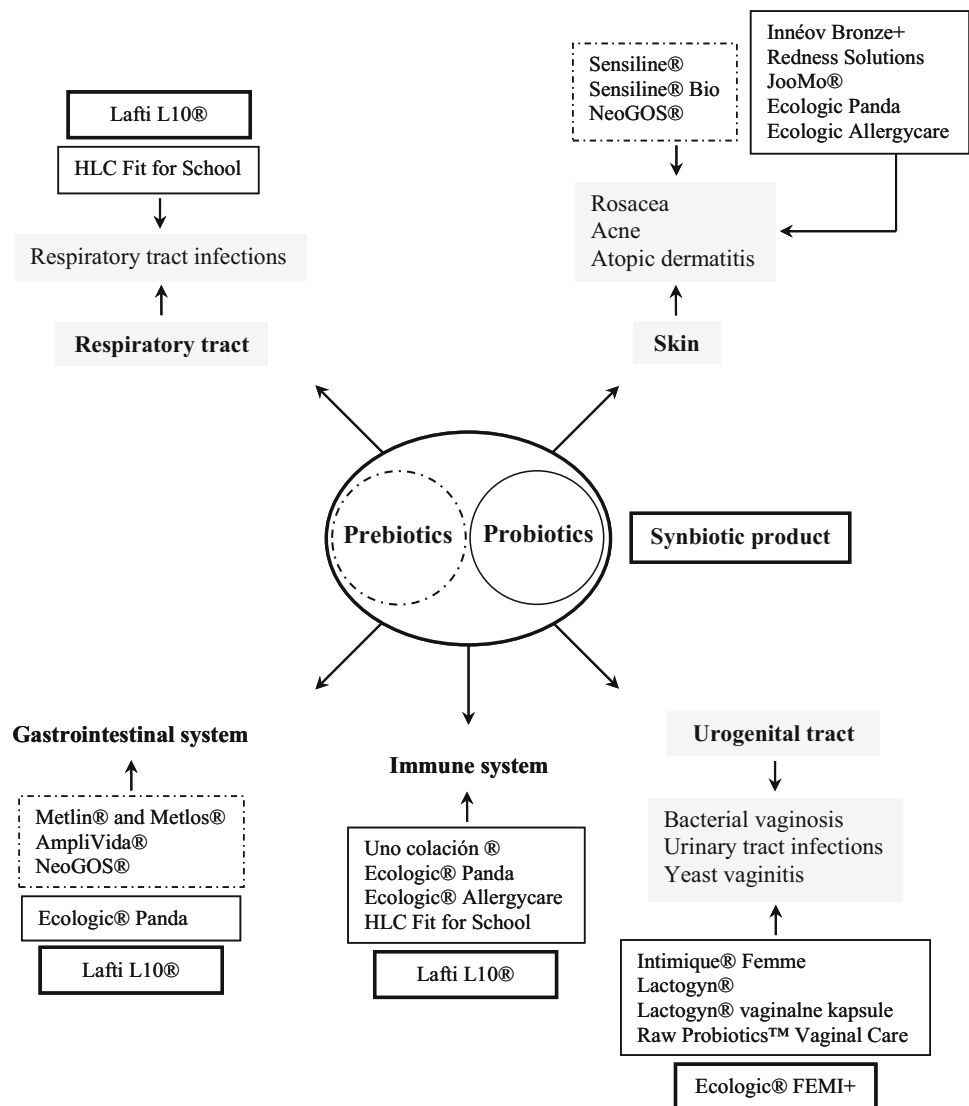 Lafti L10®
HLC Fit for School
Respiratory tract infections
Respiratory tract
Sensiline®
Sensiline® Bio
NeoGOS®
Innéov Bronze+
Redness Solutions
JooMo®
Ecologic Panda
Ecologic Allergycare
Rosacea
Acne
Atopic dermatitis
Skin
Prebiotics
Probiotics
Synbiotic product
Gastrointestinal system
Metlin® and Metlos®
AmpliVida®
NeoGOS®
Ecologic® Panda
Lafti L10®
Immune system
Uno colación ®
Ecologic® Panda
Ecologic® Allergycare
HLC Fit for School
Lafti L10®
Urogenital tract
Bacterial vaginosis
Urinary tract infections
Yeast vaginitis
Intimique® Femme
Lactogyn®
Lactogyn® vaginalne kapsule
Raw Probiotics™ Vaginal Care
Ecologic® FEMI+